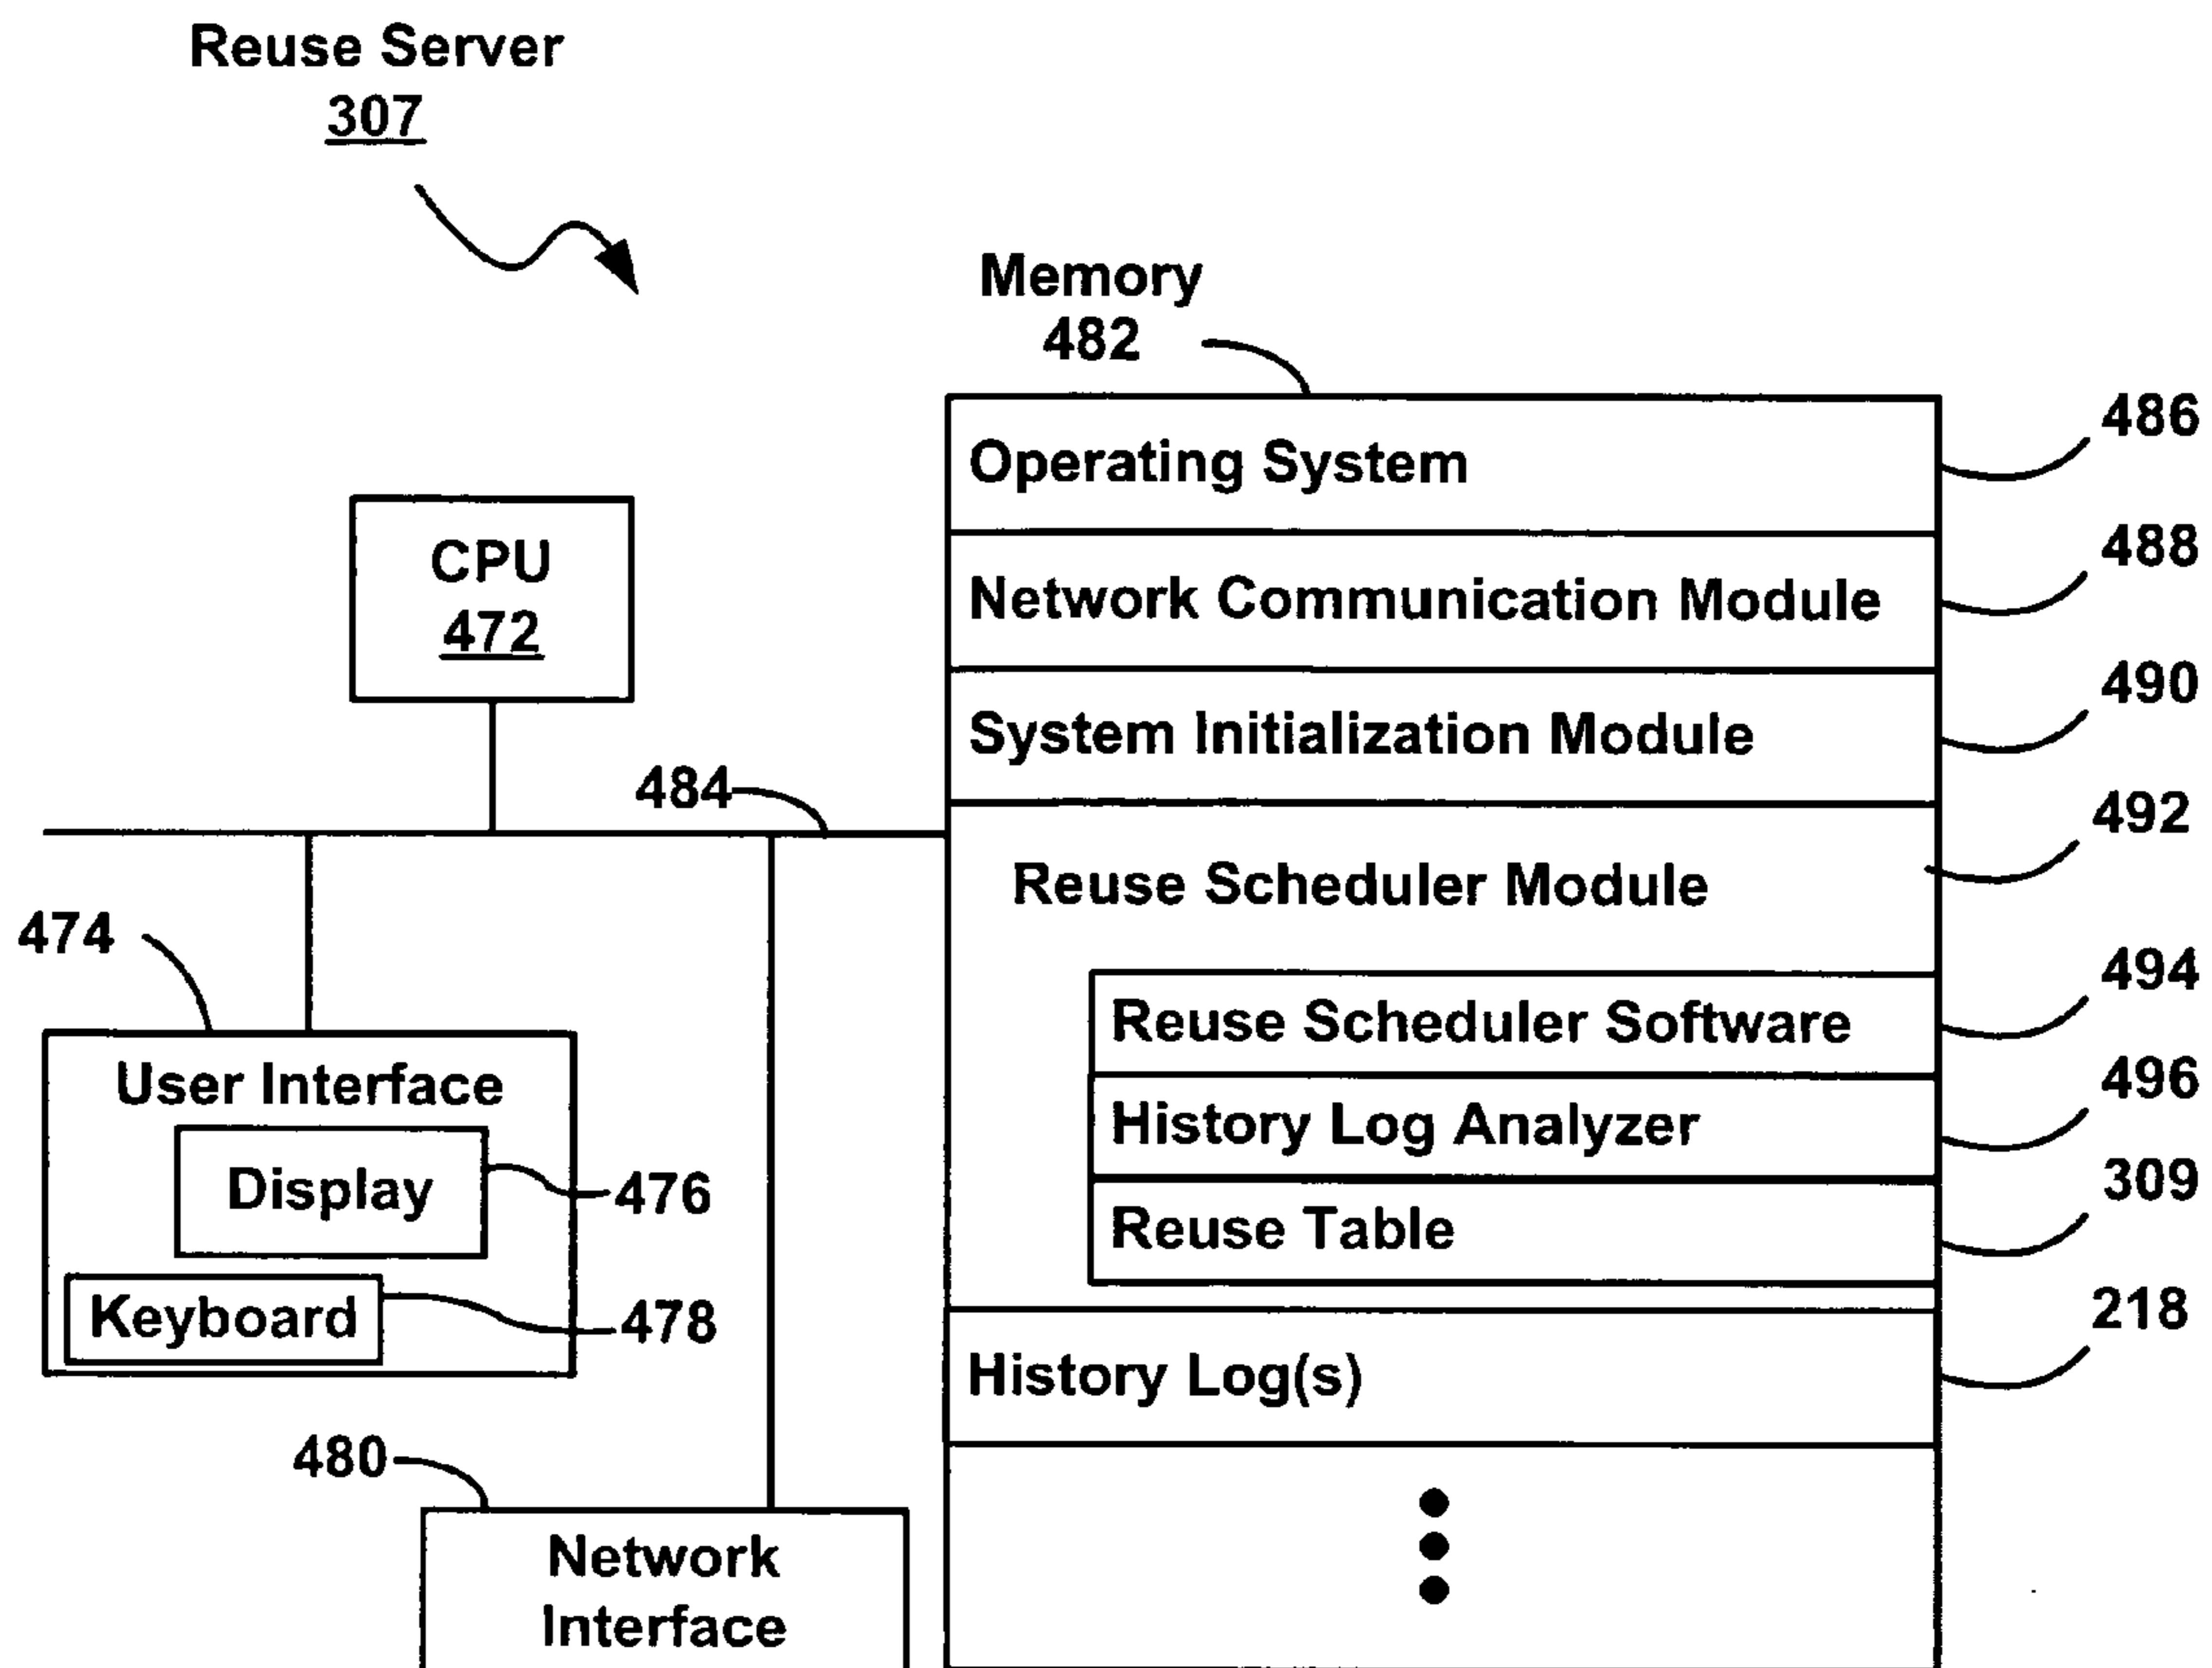 Reuse Server
307
Memory
482
Operating System
486
Network Communication Module
488
System Initialization Module
490
Reuse Scheduler Module
492
Reuse Scheduler Software
494
History Log Analyzer
496
Reuse Table
309
History Log(s)
218
CPU
472
484
474
User Interface
Display
476
Keyboard
478
480
Network
Interface